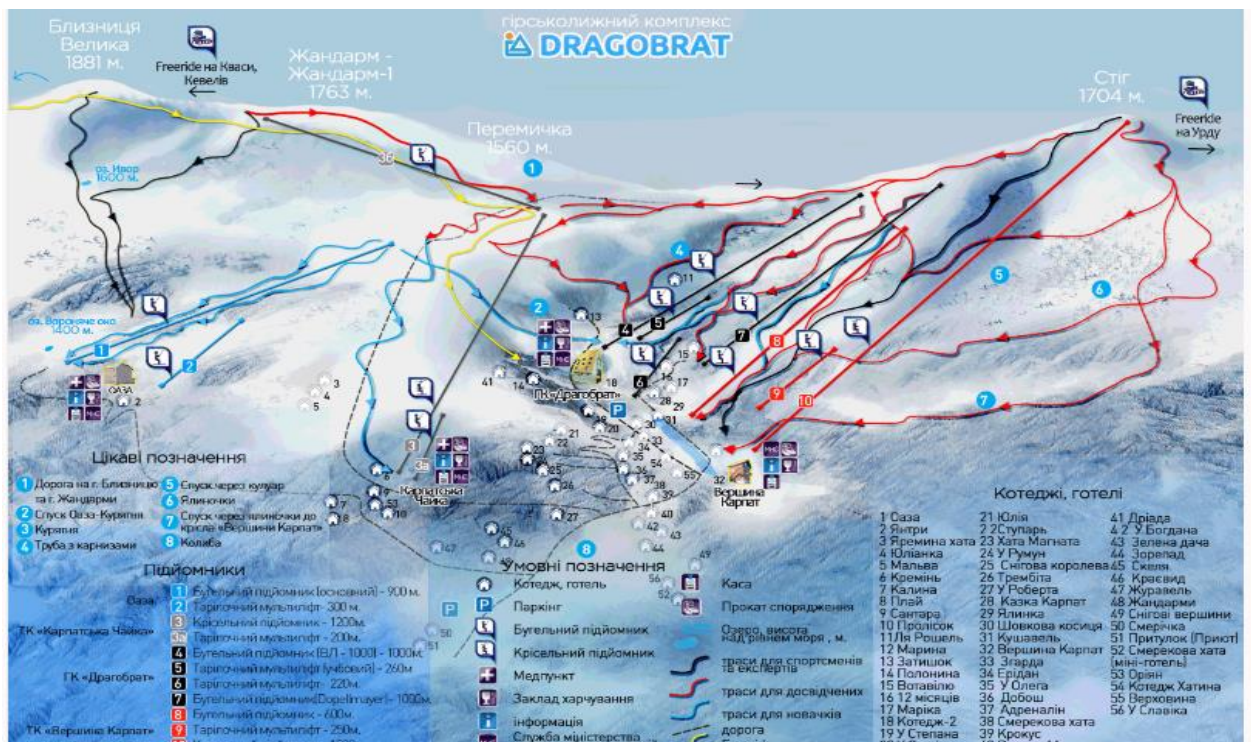 гірськолижний комплекс
DRAGOBRAT
Близниця
Велика
1881 м.
Freeride на Кваси,
Кевелів
Жандарм -
Жандарм-1
1763 м.
Перемичка
1560 м.
Стіг
1704 м.
Freeride
на Урду
оз. Ивор
1600 м.
оз. Вороняче око
1400 м.
ОАЗА
ГК «Драгобрат»
Карпатська
Чайка
Вершина
Карпат
Цікаві позначення
1 Дорога на г. Близницю
та г. Жандарми
2 Спуск Оаза-Курятня
3 Курятня
4 Труба з карнизами
5 Спуск через кулуар
6 Ялиночки
7 Спуск через ялиночки до
крісла «Вершини Карпат»
8 Колиба
Підйомники
Оаза
1 Бугельний підйомник (основний) - 900 м.
2 Тарілочний мультиліфт - 300 м.
ТК «Карпатська Чайка»
3 Крісельний підйомник - 1200м.
3а Тарілочний мультиліфт - 200м.
ГК «Драгобрат»
4 Бугельний підйомник (ВЛ - 1000) - 1000м.
5 Тарілочний мультиліфт (учбовий) - 260м
6 Тарілочний мультиліфт - 220м.
7 Бугельний підйомник(Dopelmayer) - 1000м.
ТК «Вершина Карпат»
8 Бугельний підйомник - 600м.
9 Тарілочний мультиліфт - 250м.
Умовні позначення
Котедж, готель
Паркінг
Бугельний підйомник
Крісельний підйомник
Медпункт
Заклад харчування
інформація
Служба міністерства
Каса
Прокат спорядження
Озеро, висота
над рівнем моря , м.
траси для спортсменів
та експертів
траси для досвідчених
траси для новачків
дорога
Котеджі, готелі
1 Оаза
2 Янтри
3 Яремина хата
4 Юліанка
5 Мальва
6 Кремінь
7 Калина
8 Плай
9 Сантара
10 Пролісок
11 Ля Рошель
12 Марина
13 Затишок
14 Полонина
15 Вотавілю
16 12 місяців
17 Маріка
18 Котедж-2
19 У Степана
21 Юлія
22 Ступарь
23 Хата Магната
24 У Румун
25 Снігова королева
26 Трембіта
27 У Роберта
28 Казка Карпат
29 Ялинка
30 Шовкова косиця
31 Кушавель
32 Вершина Карпат
33 Згарда
34 Ерідан
35 У Олега
36 Добош
37 Адреналін
38 Смерекова хата
39 Крокус
41 Дріада
42 У Богдана
43 Зелена дача
44 Зорепад
45 Скеля
46 Краєвид
47 Журавель
48 Жандарми
49 Снігові вершини
50 Смерічка
51 Притулок (Приют)
52 Смерекова хата
(міні-готель)
53 Оріян
54 Котедж Хатина
55 Верховина
56 У Славіка